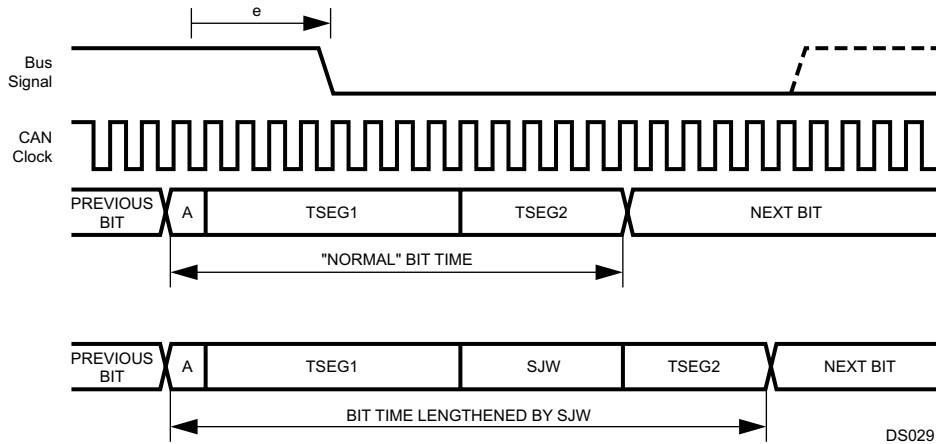 e
Bus
Signal
CAN
Clock
PREVIOUS
BIT
A
TSEG1
TSEG2
NEXT BIT
"NORMAL" BIT TIME
PREVIOUS
BIT
A
TSEG1
SJW
TSEG2
NEXT BIT
BIT TIME LENGTHENED BY SJW
DS029